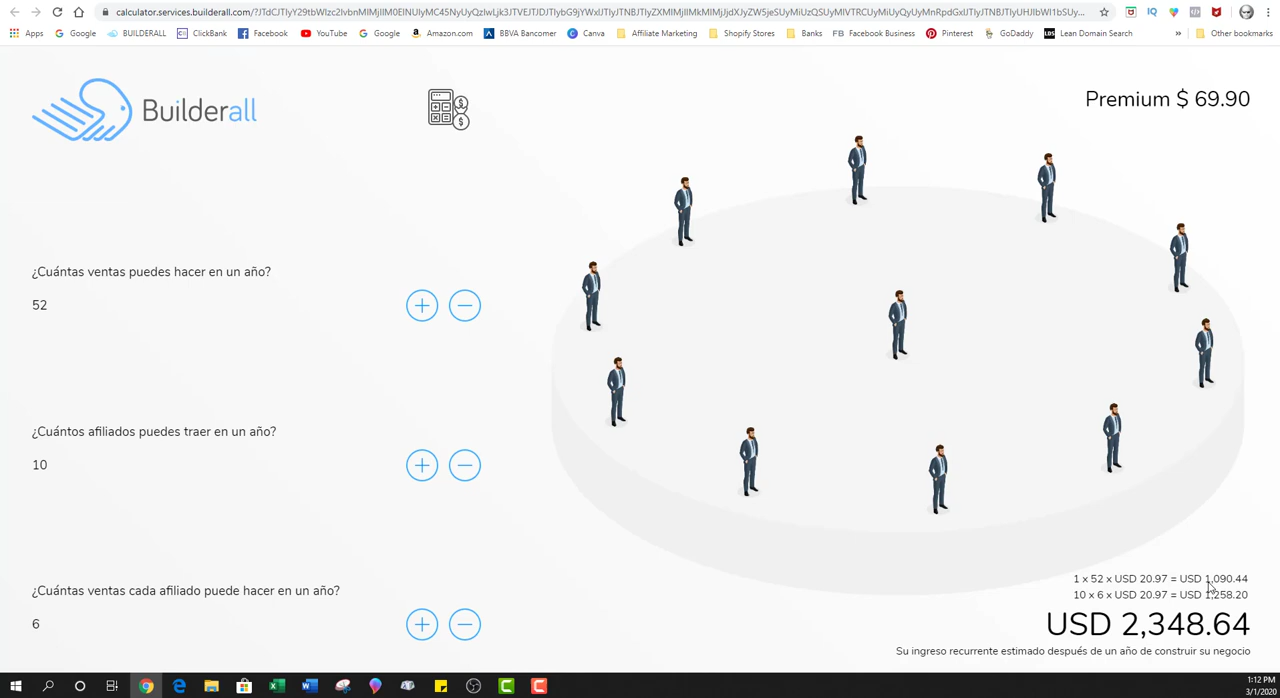 calculator.services.builderall.com
Apps Google BUILDERALL ClickBank Facebook YouTube Google Amazon.com BBVA Bancomer Canva Affiliate Marketing Shopify Stores Banks FB Facebook Business Pinterest GoDaddy LDS Lean Domain Search » Other bookmarks
Builderall
Premium $ 69.90
¿Cuántas ventas puedes hacer en un año?
52
¿Cuántos afiliados puedes traer en un año?
10
¿Cuántas ventas cada afiliado puede hacer en un año?
6
1 x 52 x USD 20.97 = USD 1,090.44
10 x 6 x USD 20.97 = USD 1,258.20
USD 2,348.64
Su ingreso recurrente estimado después de un año de construir su negocio
1:12 PM
3/1/2020